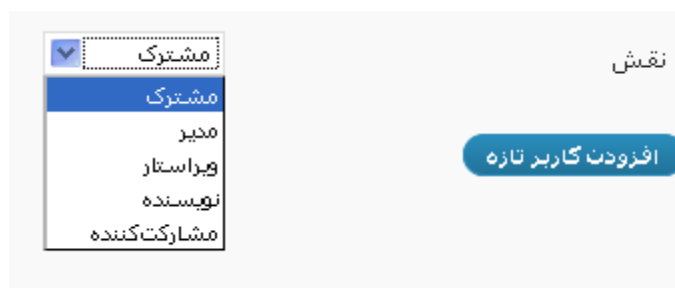 نقش
مشترک
مشترک
مدیر
ویراستار
نویسنده
مشارکت‌کننده
افزودن کاربر تازه